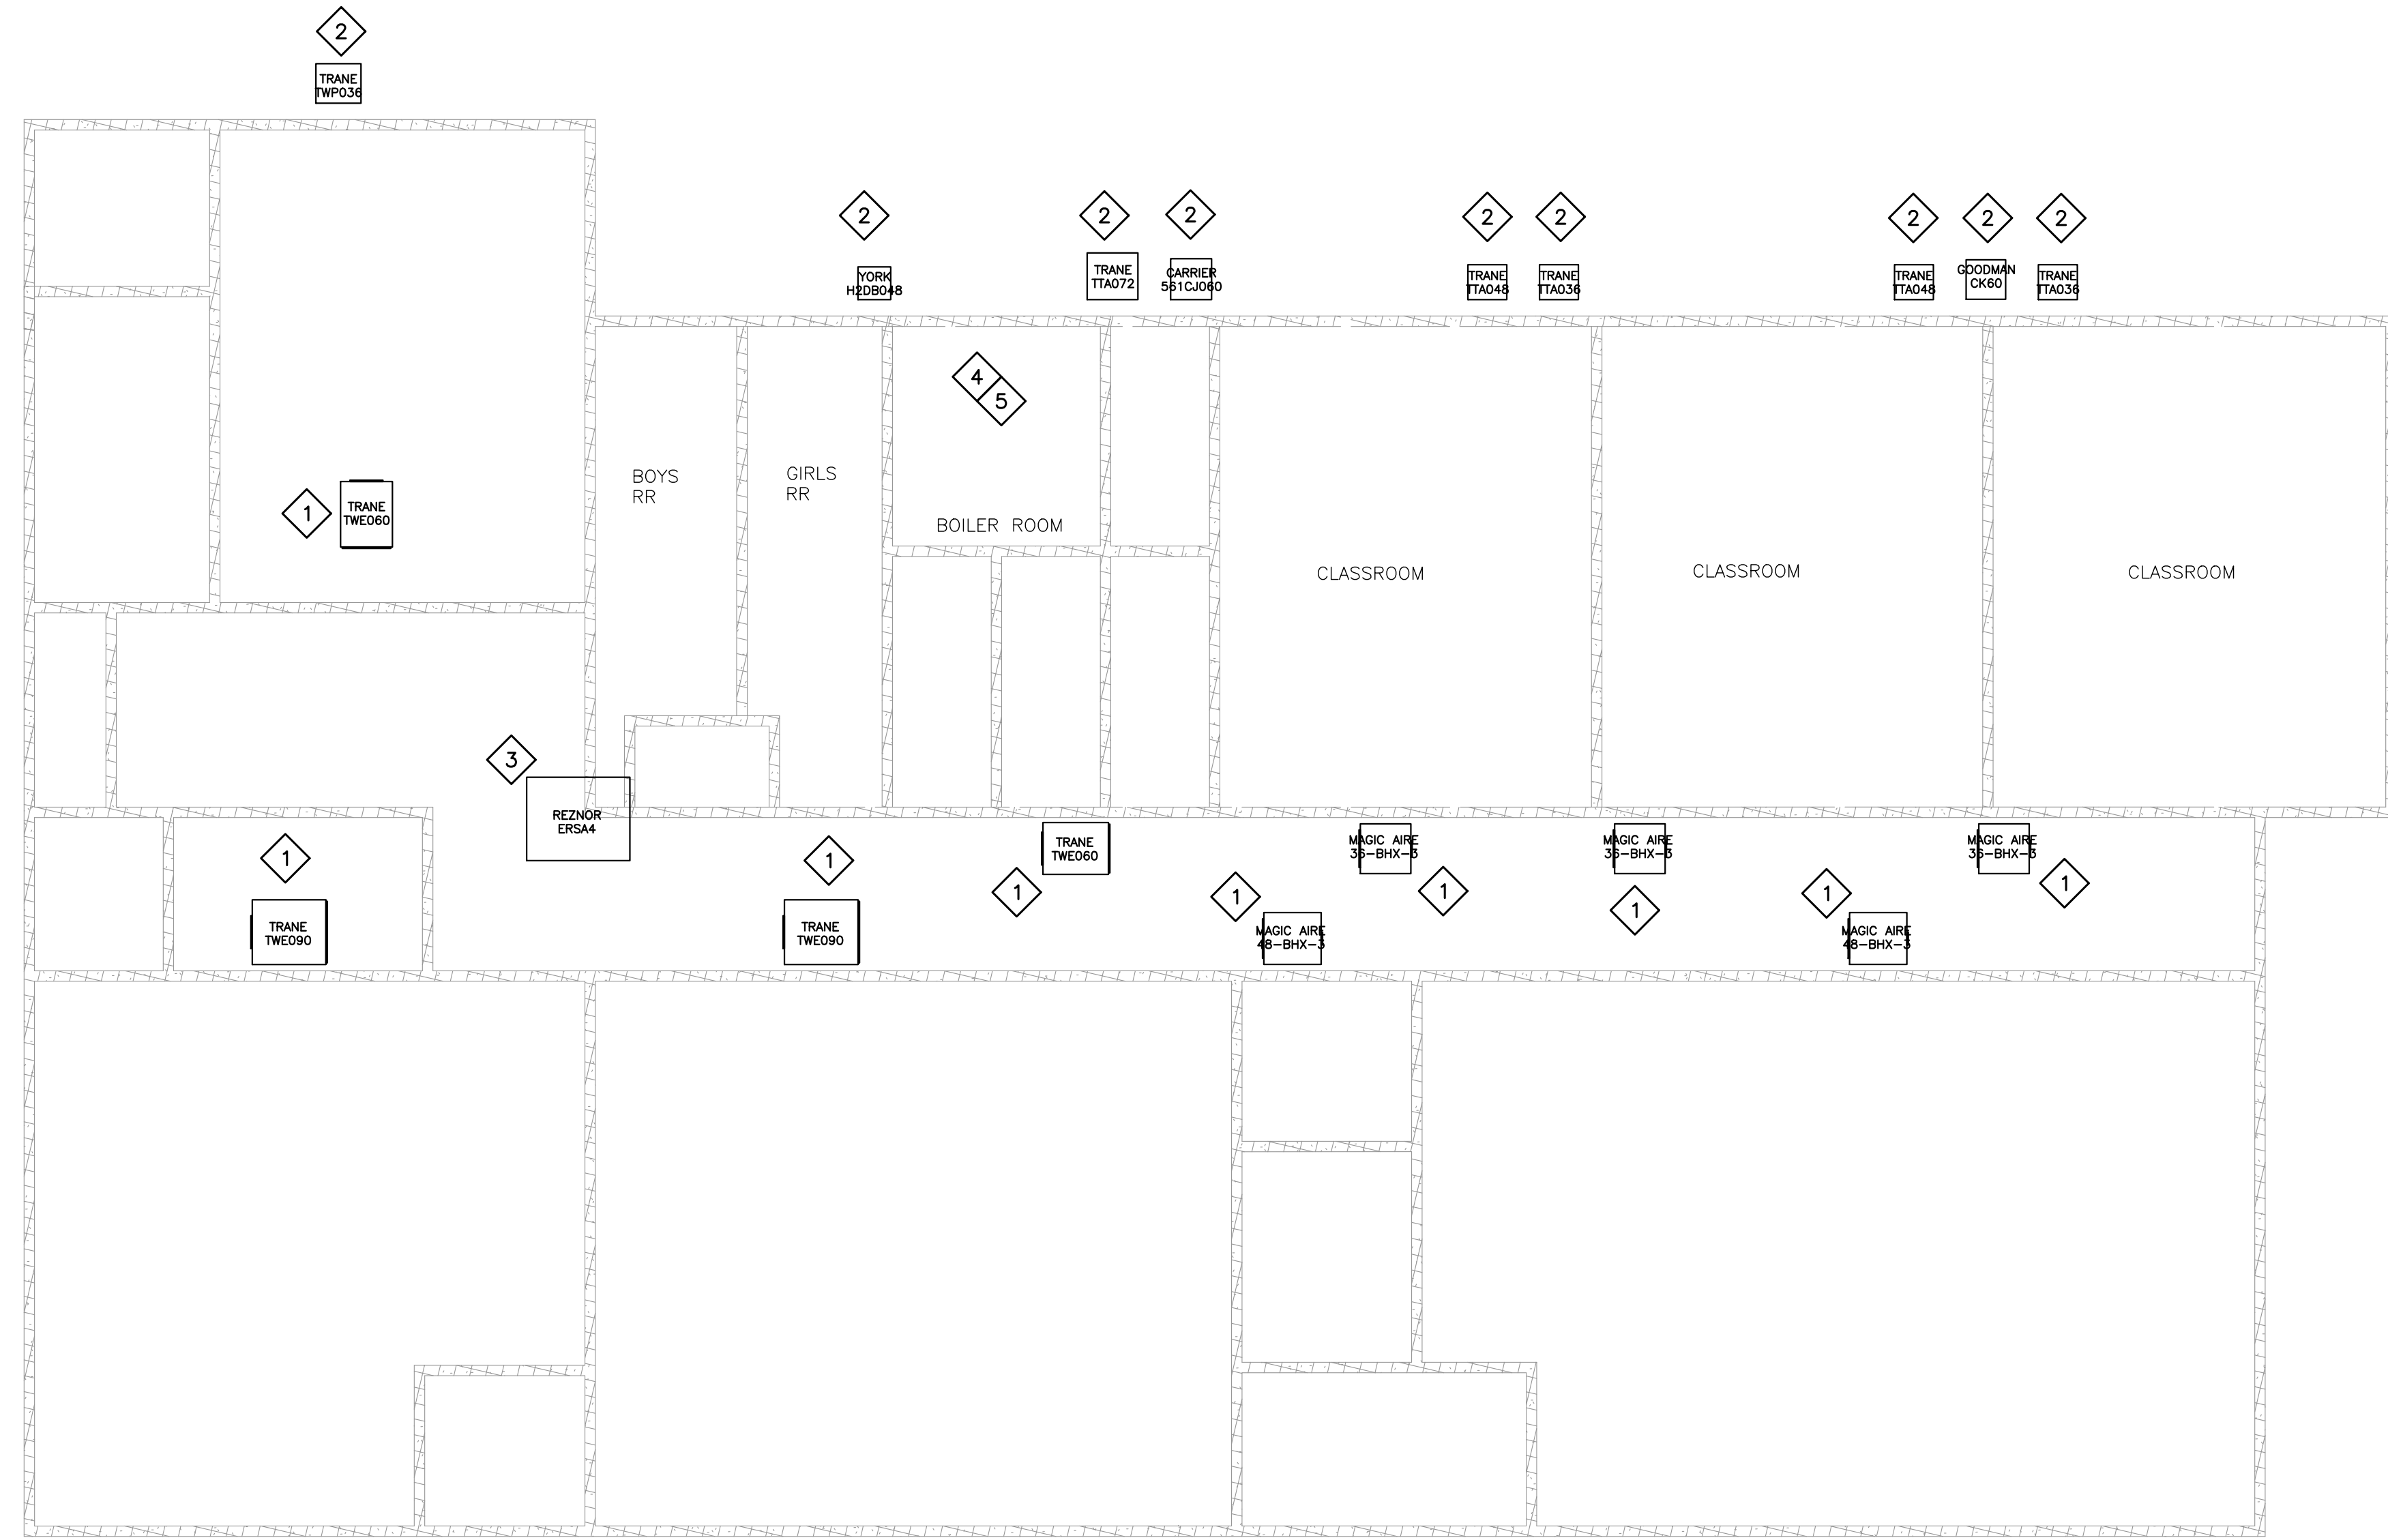 2
TRANE
TWP036
2
2
2
2
2
2
2
2
YORK
H2DB048
TRANE
TTA072
CARRIER
561CJ060
TRANE
TTA048
TRANE
TTA036
TRANE
TTA048
GOODMAN
CK60
TRANE
TTA036
4
5
BOYS
RR
GIRLS
RR
BOILER ROOM
1
TRANE
TWE060
CLASSROOM
CLASSROOM
CLASSROOM
3
REZNOR
ERSA4
1
TRANE
TWE090
1
TRANE
TWE090
TRANE
TWE060
1
MAGIC AIRE
36-BHX-3
1
1
MAGIC AIRE
48-BHX-3
MAGIC AIRE
36-BHX-3
1
1
MAGIC AIRE
48-BHX-3
MAGIC AIRE
36-BHX-3
1